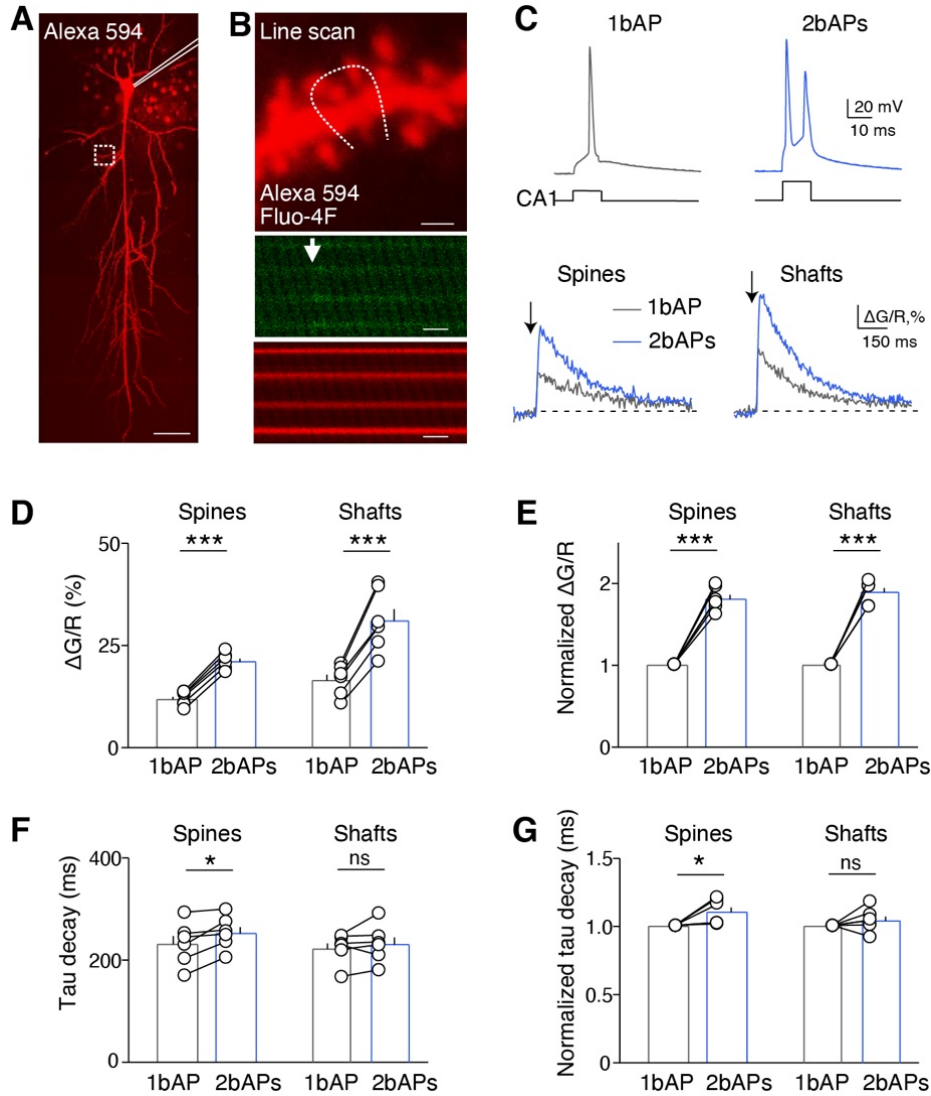 A
Alexa 594
B
Line scan
Alexa 594
Fluo-4F
C
1bAP
2bAPs
20 mV
10 ms
CA1
Spines
Shafts
1bAP
2bAPs
ΔG/R,%
150 ms
D
Spines
Shafts
***
***
50
25
0
ΔG/R (%)
1bAP 2bAPs
1bAP 2bAPs
E
Spines
Shafts
***
***
2
1
0
Normalized ΔG/R
1bAP 2bAPs
1bAP 2bAPs
F
Spines
Shafts
*
ns
400
200
0
Tau decay (ms)
1bAP 2bAPs
1bAP 2bAPs
G
Spines
Shafts
*
ns
1.5
1.0
0.5
0
Normalized tau decay (ms)
1bAP 2bAPs
1bAP 2bAPs